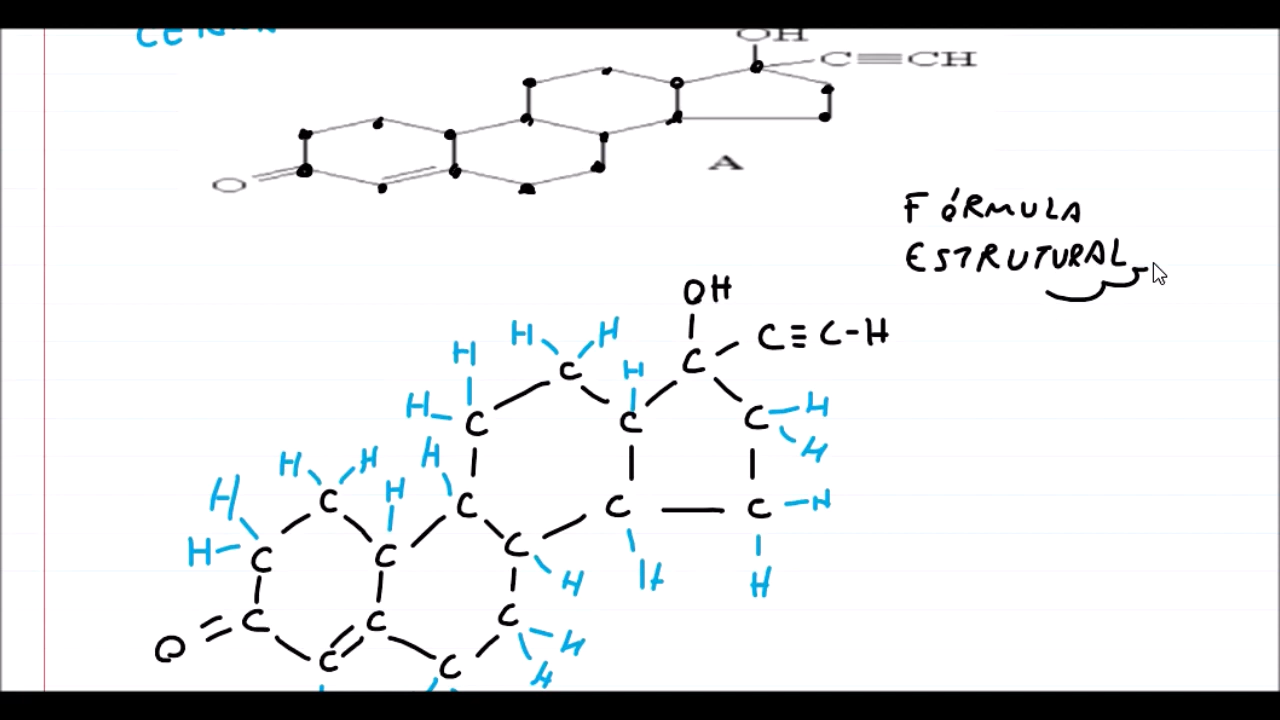 OH
C≡CH
O
A
FÓRMULA
ESTRUTURAL
OH
H H H C≡C-H
H C
C H
H C C C H
H H H H C H
H C H C C C H
H C C C H H H
O C C C H
C C H